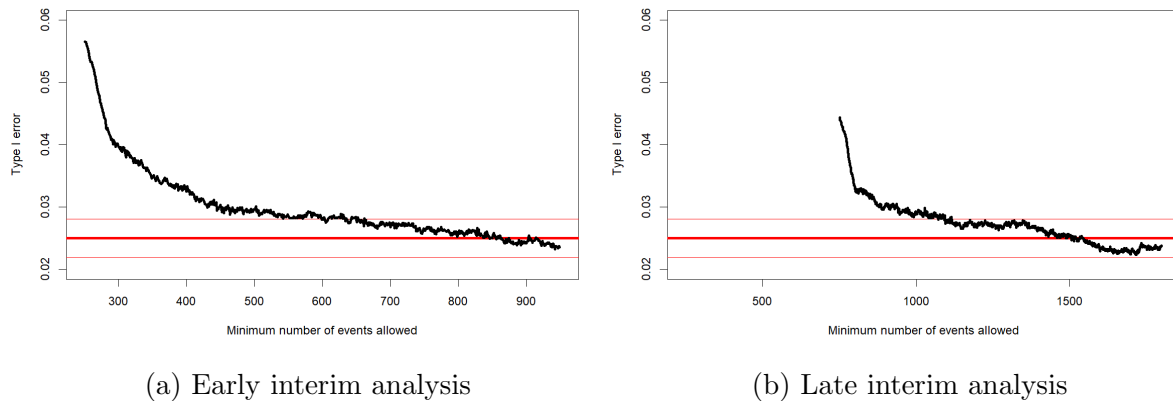 Type I error
0.06
0.05
0.04
0.03
0.02
300 400 500 600 700 800 900
Minimum number of events allowed
(a) Early interim analysis
Type I error
0.06
0.05
0.04
0.03
0.02
500 1000 1500
Minimum number of events allowed
(b) Late interim analysis